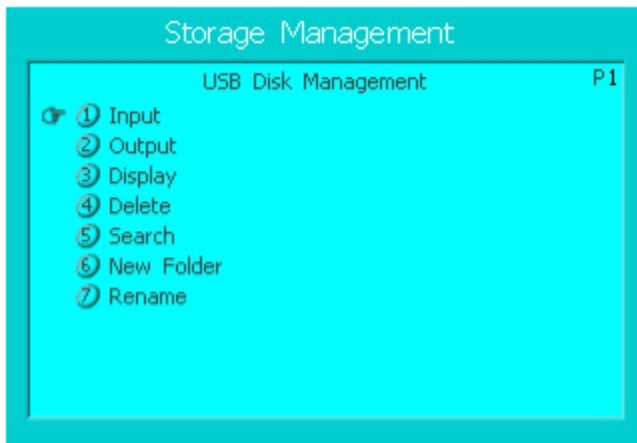 Storage Management
USB Disk Management P1
1 Input
2 Output
3 Display
4 Delete
5 Search
6 New Folder
7 Rename